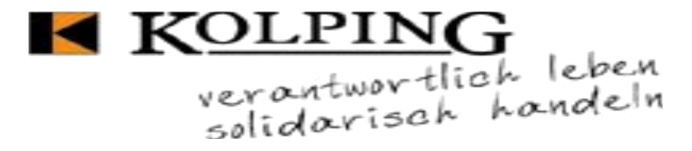 KOLPING
verantwortlich leben
solidarisch handeln